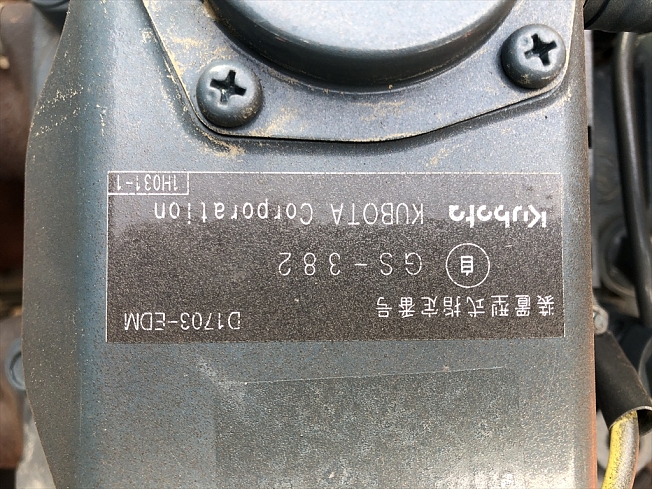 装置型式指定番号 D1703-EDM
自 GS-382
Kubota KUBOTA Corporation
1H031-1